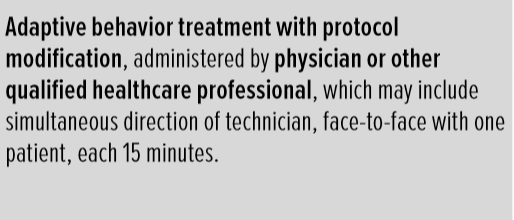 Adaptive behavior treatment with protocol
modification, administered by physician or other
qualified healthcare professional, which may include
simultaneous direction of technician, face-to-face with one
patient, each 15 minutes.